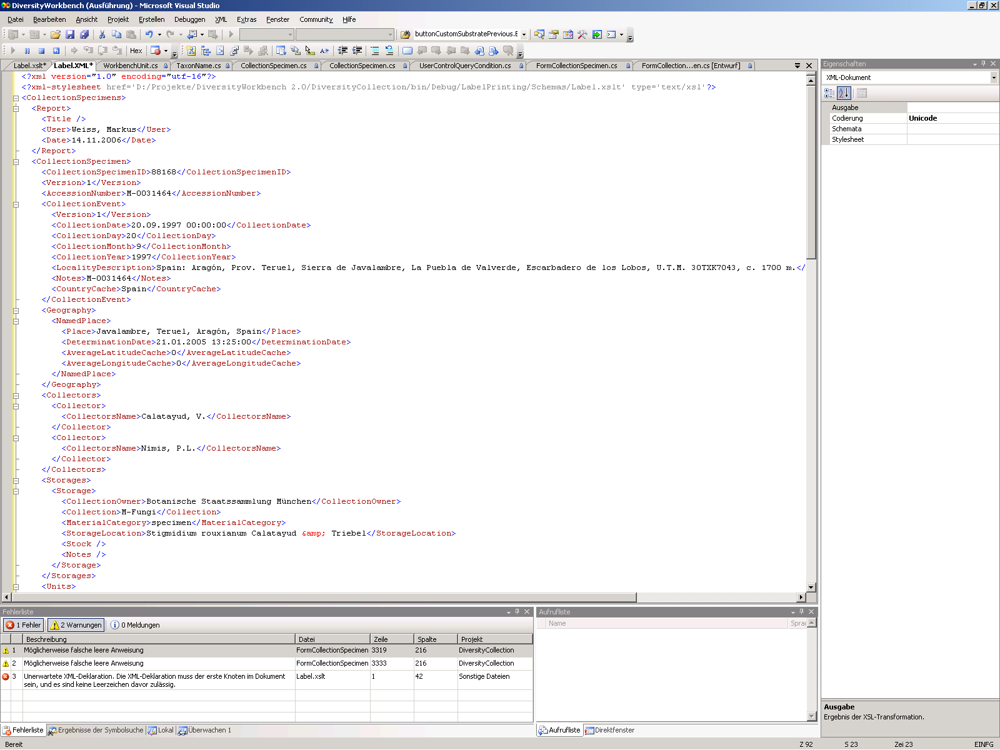 DiversityWorkbench (Ausführung) - Microsoft Visual Studio
Datei Bearbeiten Ansicht Projekt Erstellen Debuggen XML Extras Fenster Community Hilfe
buttonCustomSubstratePrevious.E
Hex
Label.xslt* Label.XML* WorkbenchUnit.cs TaxonName.cs CollectionSpecimen.cs CollectionSpecimen.cs UserControlQueryCondition.cs FormCollectionSpecimen.cs FormCollection...en.cs [Entwurf]
<?xml version="1.0" encoding="utf-16"?>
<?xml-stylesheet href='D:/Projekte/DiversityWorkbench 2.0/DiversityCollection/bin/Debug/LabelPrinting/Schemas/Label.xslt' type='text/xsl'?>
<CollectionSpecimens>
<Report>
<Title />
<User>Weiss, Markus</User>
<Date>14.11.2006</Date>
</Report>
<CollectionSpecimen>
<CollectionSpecimenID>88168</CollectionSpecimenID>
<Version>1</Version>
<AccessionNumber>M-0031464</AccessionNumber>
<CollectionEvent>
<Version>1</Version>
<CollectionDate>20.09.1997 00:00:00</CollectionDate>
<CollectionDay>20</CollectionDay>
<CollectionMonth>9</CollectionMonth>
<CollectionYear>1997</CollectionYear>
<LocalityDescription>Spain: Aragón, Prov. Teruel, Sierra de Javalambre, La Puebla de Valverde, Escarbadero de los Lobos, U.T.M. 30TXK7043, c. 1700 m.</
<Notes>M-0031464</Notes>
<CountryCache>Spain</CountryCache>
</CollectionEvent>
<Geography>
<NamedPlace>
<Place>Javalambre, Teruel, Aragón, Spain</Place>
<DeterminationDate>21.01.2005 13:25:00</DeterminationDate>
<AverageLatitudeCache>0</AverageLatitudeCache>
<AverageLongitudeCache>0</AverageLongitudeCache>
</NamedPlace>
</Geography>
<Collectors>
<Collector>
<CollectorsName>Calatayud, V.</CollectorsName>
</Collector>
<Collector>
<CollectorsName>Nimis, P.L.</CollectorsName>
</Collector>
</Collectors>
<Storages>
<Storage>
<CollectionOwner>Botanische Staatssammlung München</CollectionOwner>
<Collection>M-Fungi</Collection>
<MaterialCategory>specimen</MaterialCategory>
<StorageLocation>Stigmidium rouxianum Calatayud &amp; Triebel</StorageLocation>
<Stock />
<Notes />
</Storage>
</Storages>
<Units>
Eigenschaften
XML-Dokument
Ausgabe
Codierung Unicode
Schemata
Stylesheet
Ausgabe
Ergebnis der XSL-Transformation.
Fehlerliste
1 Fehler 2 Warnungen 0 Meldungen
Beschreibung Datei Zeile Spalte Projekt
1 Möglicherweise falsche leere Anweisung FormCollectionSpecimen 3319 216 DiversityCollection
2 Möglicherweise falsche leere Anweisung FormCollectionSpecimen 3333 216 DiversityCollection
3 Unerwartete XML-Deklaration. Die XML-Deklaration muss der erste Knoten im Dokument Label.xslt 1 42 Sonstige Dateien
sein, und es sind keine Leerzeichen davor zulässig.
Fehlerliste Ergebnisse der Symbolsuche Lokal Überwachen 1
Aufrufliste
Name Sprac
Aufrufliste Direktfenster
Bereit Z 92 S 23 Zei 23 EINFG